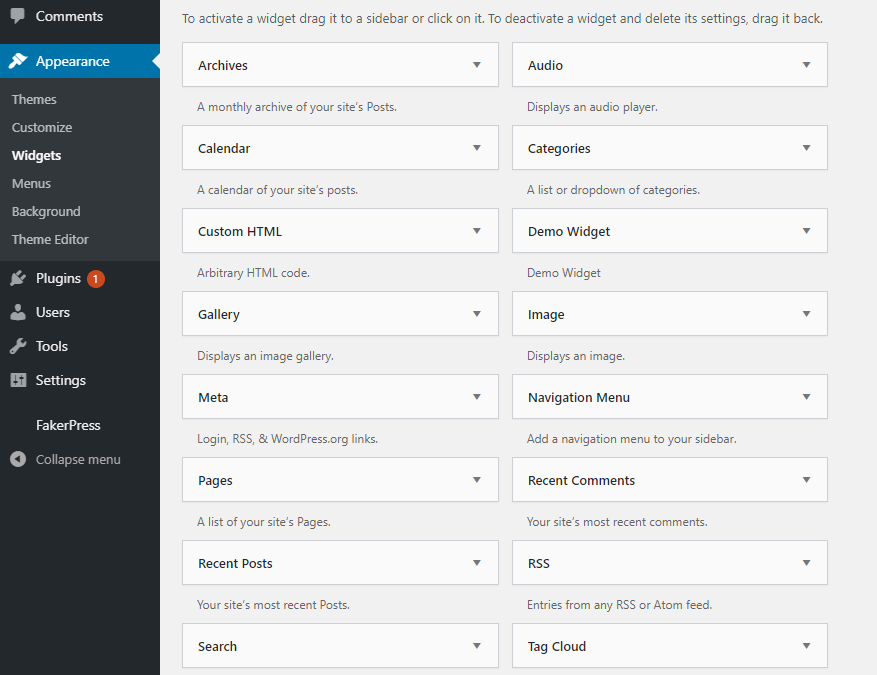 Comments
Appearance
Themes
Customize
Widgets
Menus
Background
Theme Editor
Plugins 1
Users
Tools
Settings
FakerPress
Collapse menu
To activate a widget drag it to a sidebar or click on it. To deactivate a widget and delete its settings, drag it back.
Archives
A monthly archive of your site's Posts.
Audio
Displays an audio player.
Calendar
A calendar of your site's posts.
Categories
A list or dropdown of categories.
Custom HTML
Arbitrary HTML code.
Demo Widget
Demo Widget
Gallery
Displays an image gallery.
Image
Displays an image.
Meta
Login, RSS, & WordPress.org links.
Navigation Menu
Add a navigation menu to your sidebar.
Pages
A list of your site's Pages.
Recent Comments
Your site's most recent comments.
Recent Posts
Your site's most recent Posts.
RSS
Entries from any RSS or Atom feed.
Search
Tag Cloud